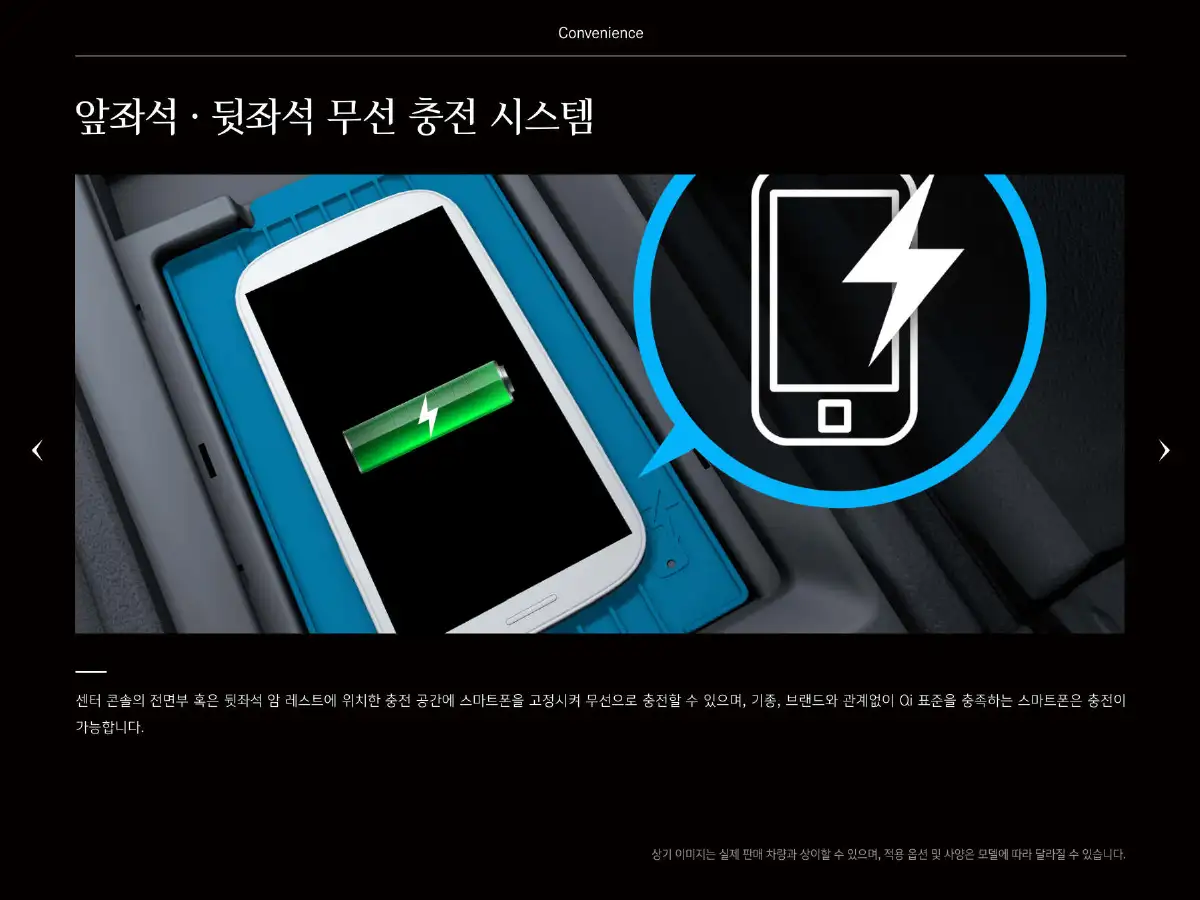 Convenience
앞좌석 · 뒷좌석 무선 충전 시스템
센터 콘솔의 전면부 혹은 뒷좌석 암 레스트에 위치한 충전 공간에 스마트폰을 고정시켜 무선으로 충전할 수 있으며, 기종, 브랜드와 관계없이 Qi 표준을 충족하는 스마트폰은 충전이
가능합니다.
상기 이미지는 실제 판매 차량과 상이할 수 있으며, 적용 옵션 및 사양은 모델에 따라 달라질 수 있습니다.